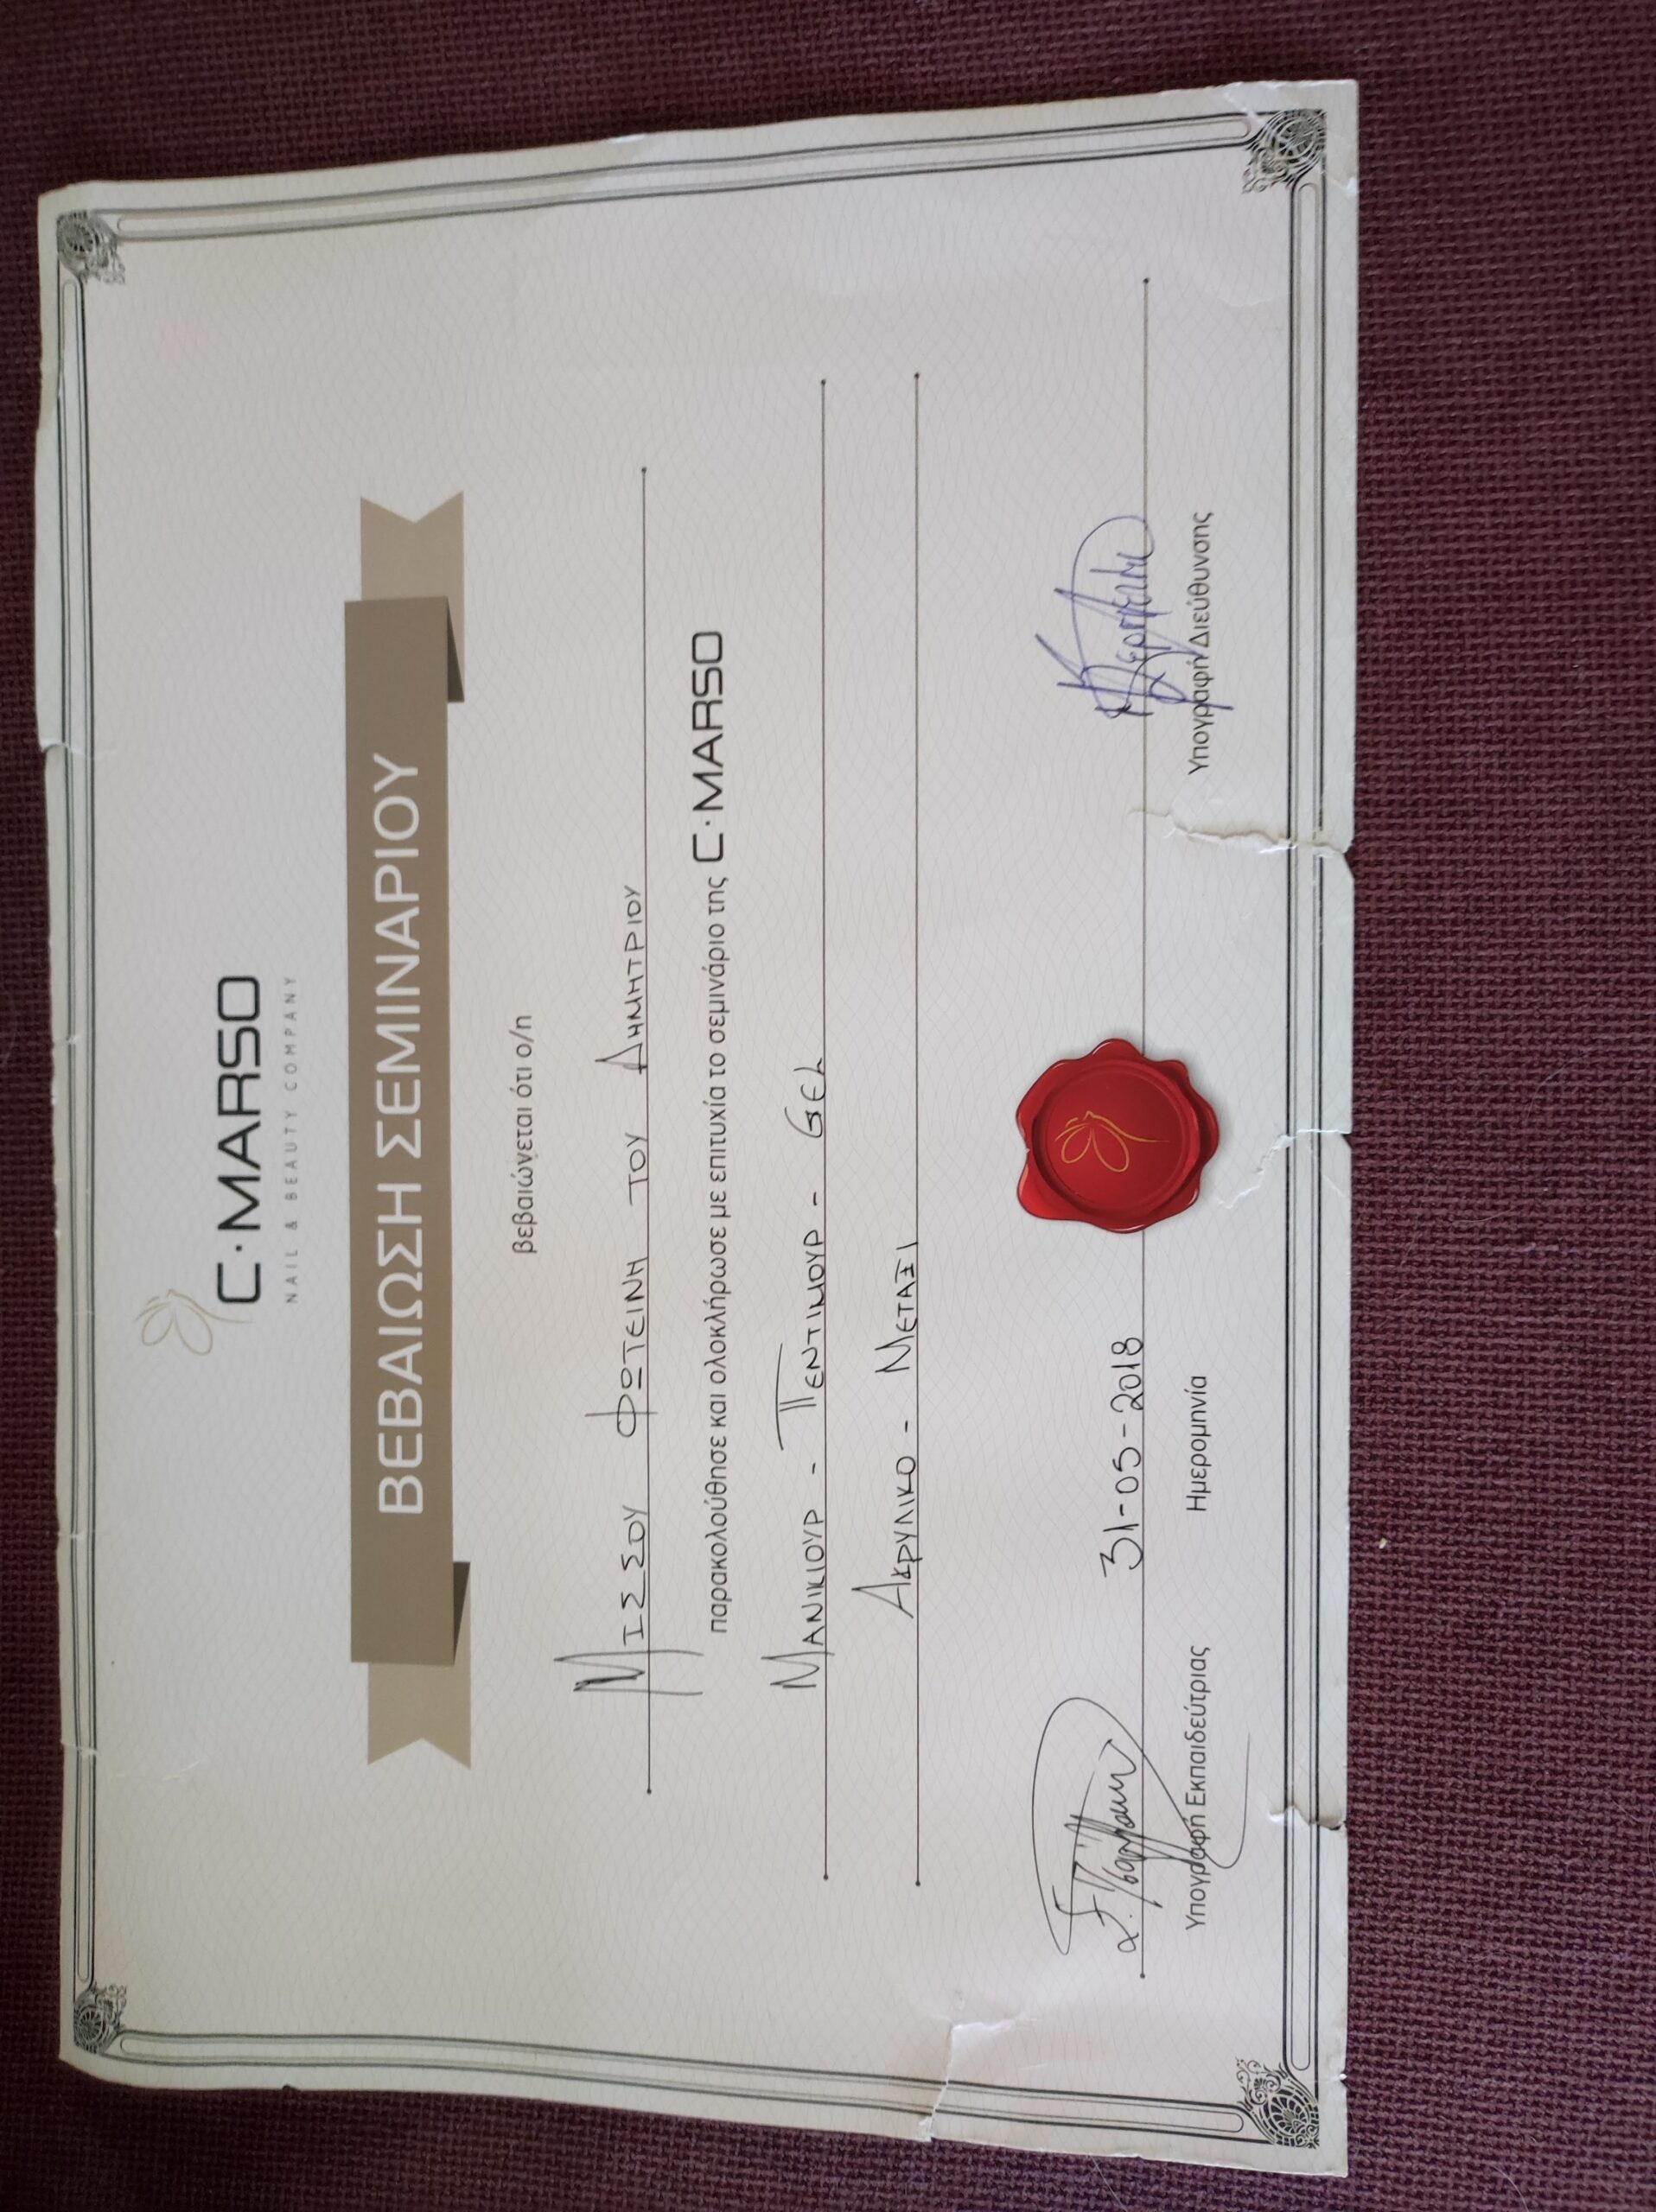 C·MARSO
NAIL & BEAUTY COMPANY
ΒΕΒΑΙΩΣΗ ΣΕΜΙΝΑΡΙΟΥ
βεβαιώνεται ότι ο/η
ΜΙΣΣΟΥ ΦΩΤΕΙΝΗ ΤΟΥ ΔΗΜΗΤΡΙΟΥ
παρακολούθησε και ολοκλήρωσε με επιτυχία το σεμινάριο της C·MARSO
ΜΑΝΙΚΙΟΥΡ - ΠΕΝΤΙΚΙΟΥΡ - GEL
ΑΚΡΥΛΙΚΟ - ΜΕΤΑΞΙ
31-05-2018
Υπογραφή Εκπαιδεύτριας Ημερομηνία Υπογραφή Διεύθυνσης